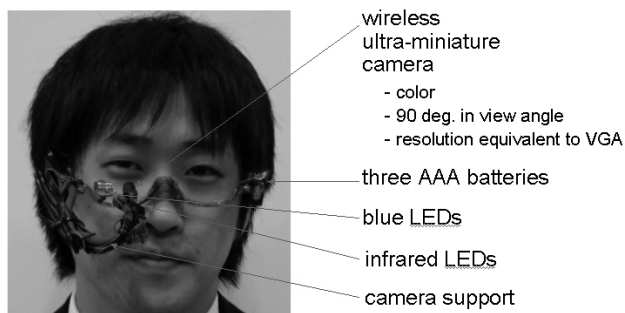 wireless
ultra-miniature
camera
- color
- 90 deg. in view angle
- resolution equivalent to VGA
three AAA batteries
blue LEDs
infrared LEDs
camera support